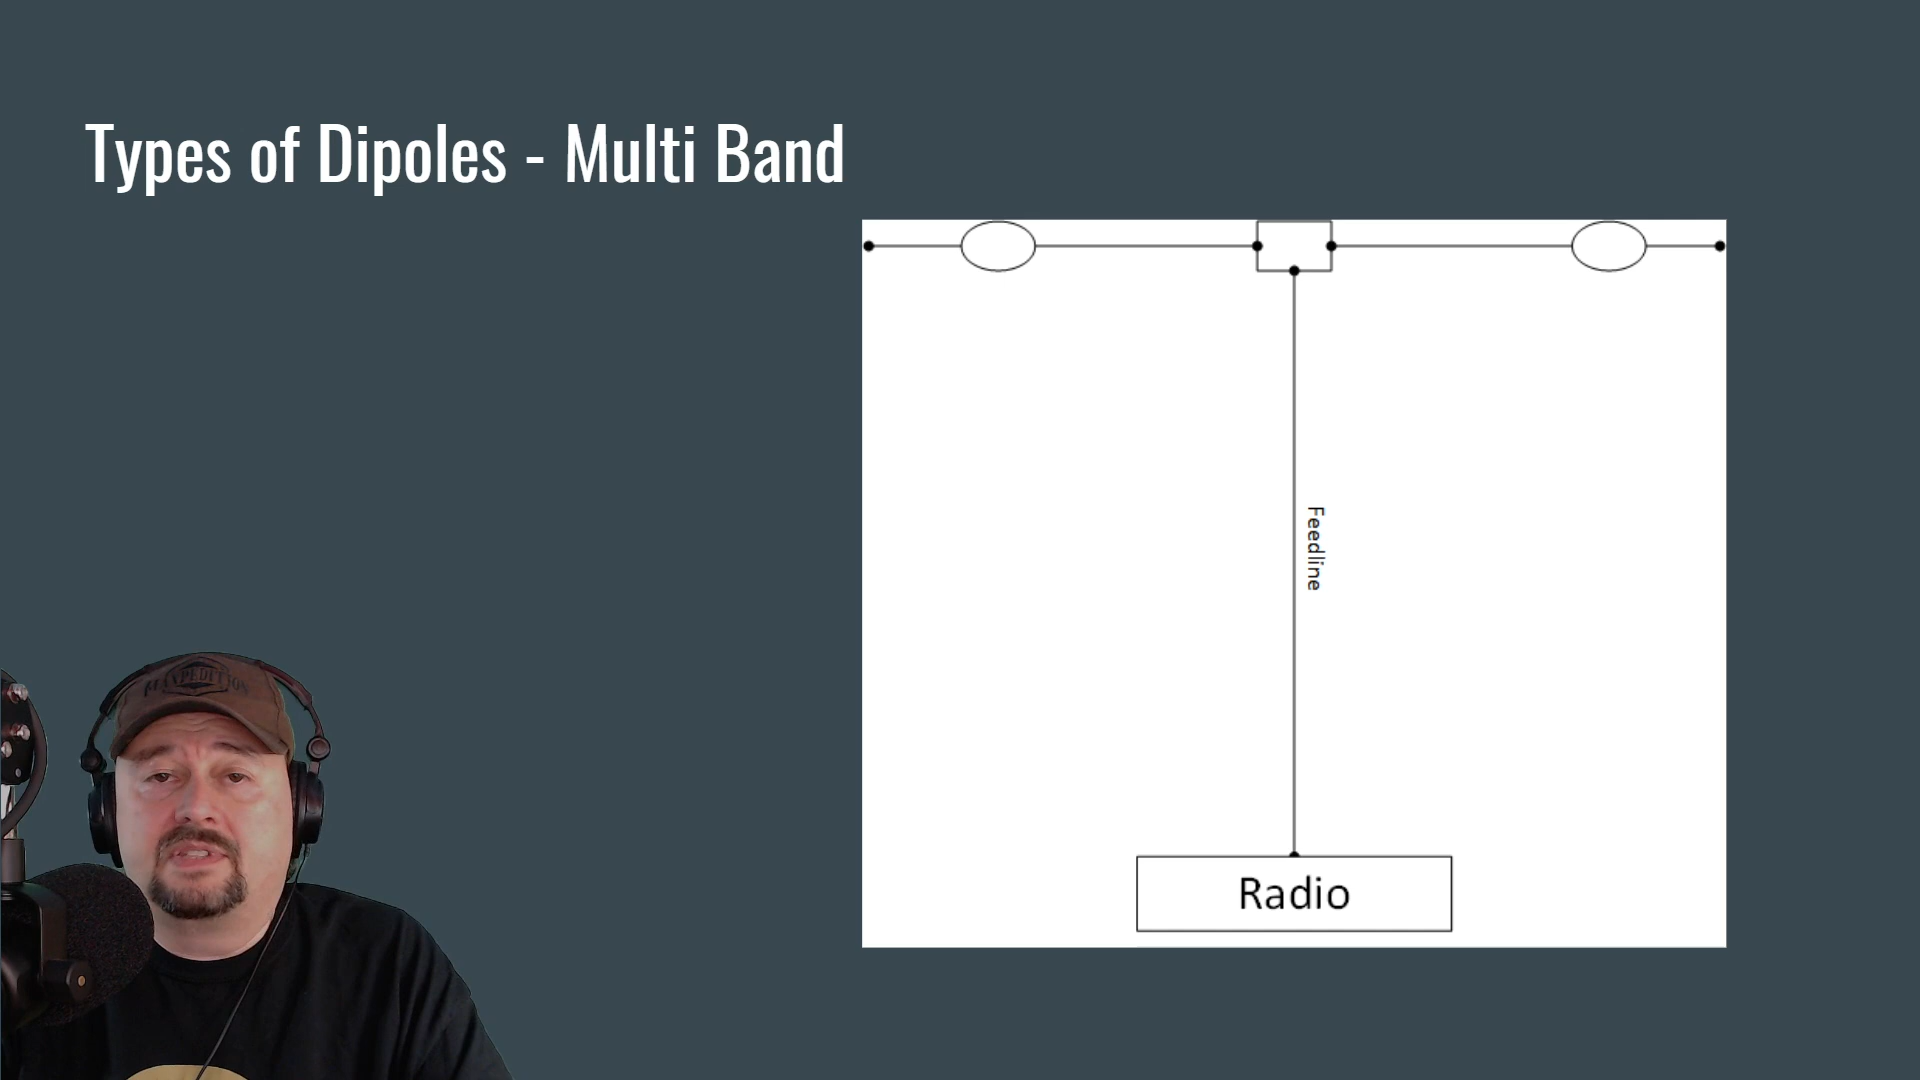 Types of Dipoles - Multi Band
Feedline
Radio